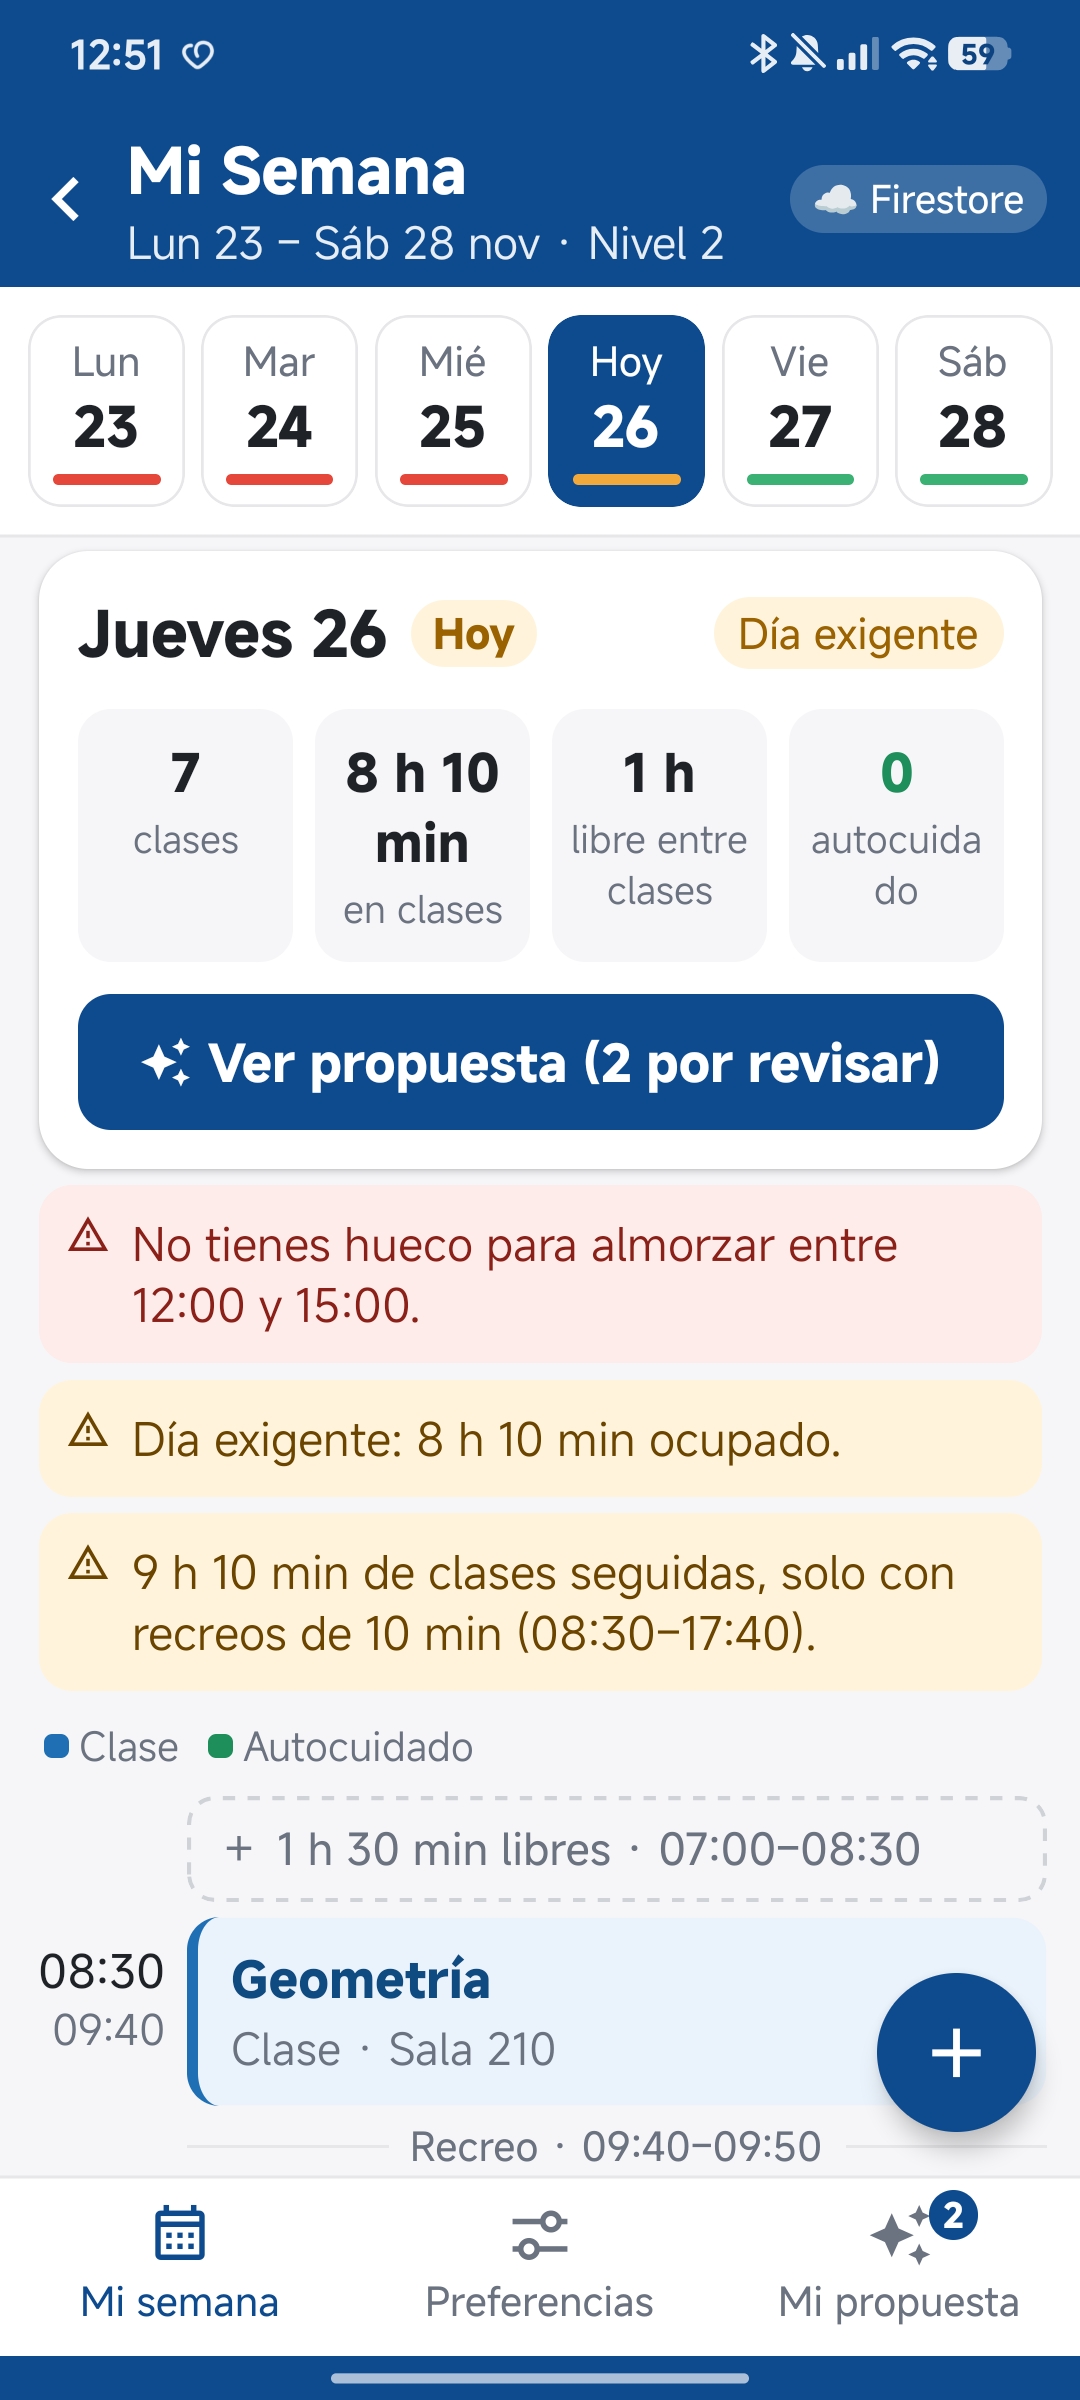 12:51
59
Mi Semana
Lun 23 – Sáb 28 nov · Nivel 2
Firestore
Lun Mar Mié Hoy Vie Sáb
23 24 25 26 27 28
Jueves 26 Hoy Día exigente
7
clases
8 h 10
min
en clases
1 h
libre entre
clases
0
autocuida
do
Ver propuesta (2 por revisar)
No tienes hueco para almorzar entre
12:00 y 15:00.
Día exigente: 8 h 10 min ocupado.
9 h 10 min de clases seguidas, solo con
recreos de 10 min (08:30–17:40).
Clase Autocuidado
+ 1 h 30 min libres · 07:00–08:30
08:30
09:40
Geometría
Clase · Sala 210
+
Recreo · 09:40–09:50
2
Mi semana Preferencias Mi propuesta